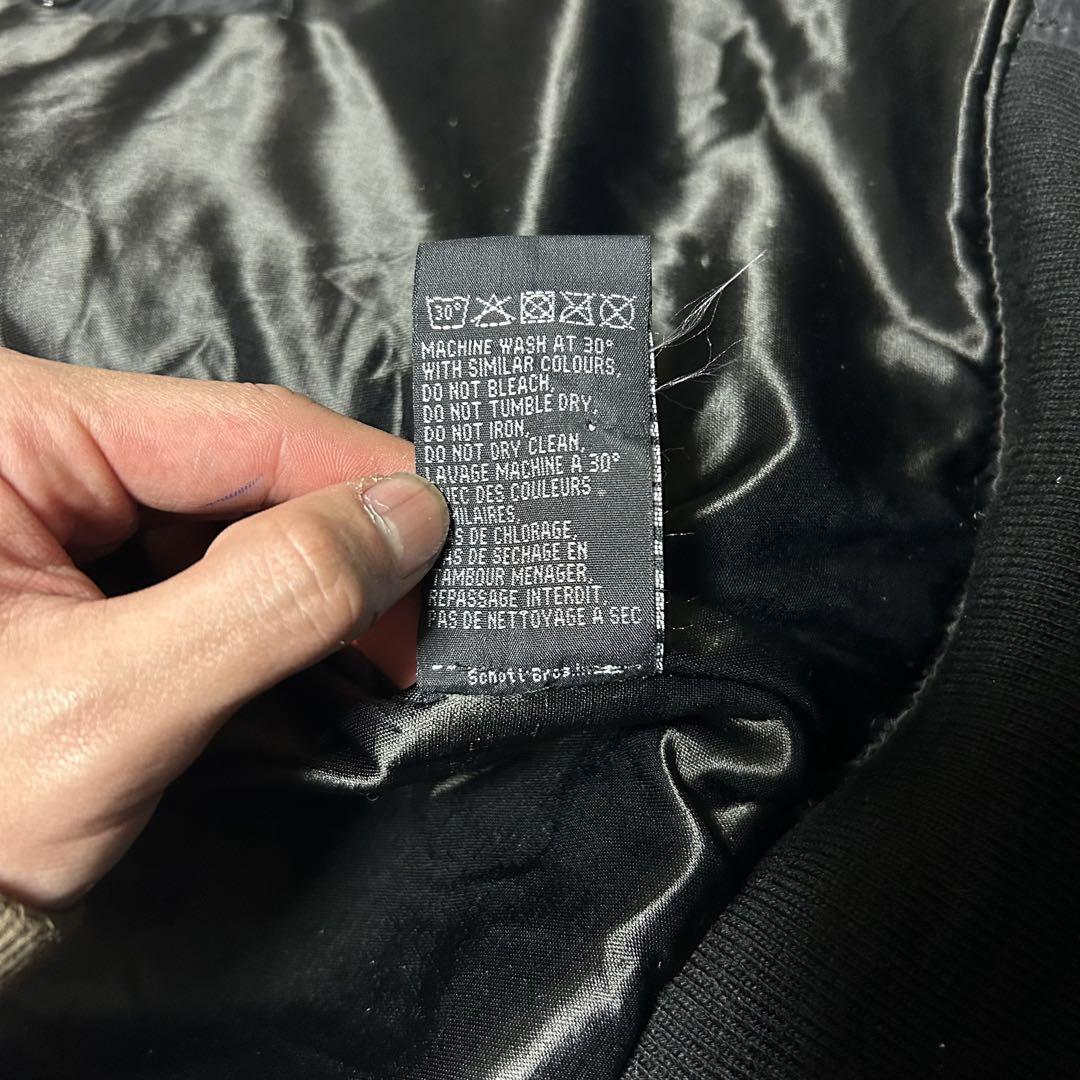 30°
MACHINE WASH AT 30°
WITH SIMILAR COLOURS,
DO NOT BLEACH,
DO NOT TUMBLE DRY,
DO NOT IRON,
DO NOT DRY CLEAN,
LAVAGE MACHINE A 30°
DES COULEURS
DE CHLORAGE,
DE SECHAGE EN
TAMBOUR MENAGER,
REPASSAGE INTERDIT,
PAS DE NETTOYAGE A SEC
Schott Bros.